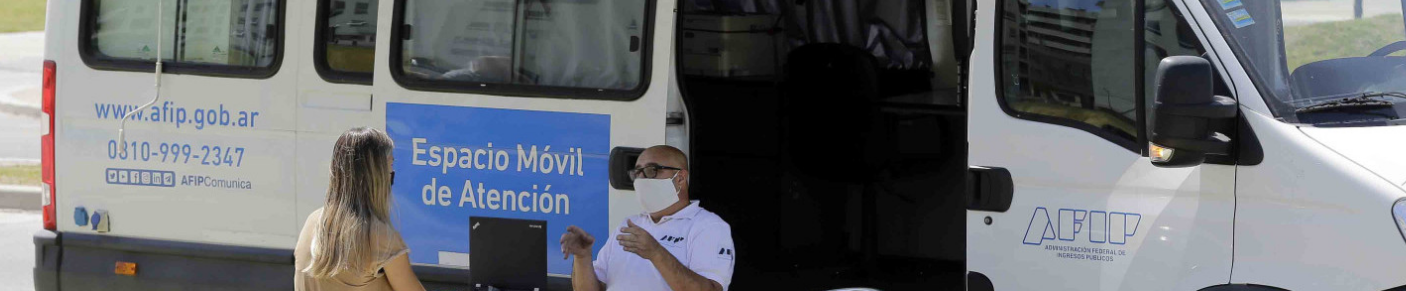 www.afip.gob.ar
0810-999-2347
AFIPComunica
Espacio Móvil
de Atención
AFIP
AFIP
ADMINISTRACIÓN FEDERAL DE
INGRESOS PÚBLICOS